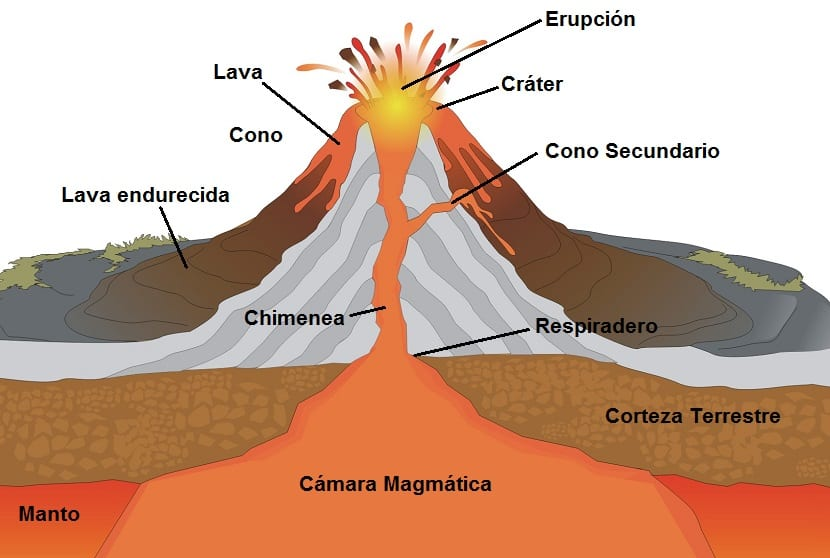 Erupción
Lava
Cráter
Cono
Cono Secundario
Lava endurecida
Chimenea
Respiradero
Corteza Terrestre
Cámara Magmática
Manto